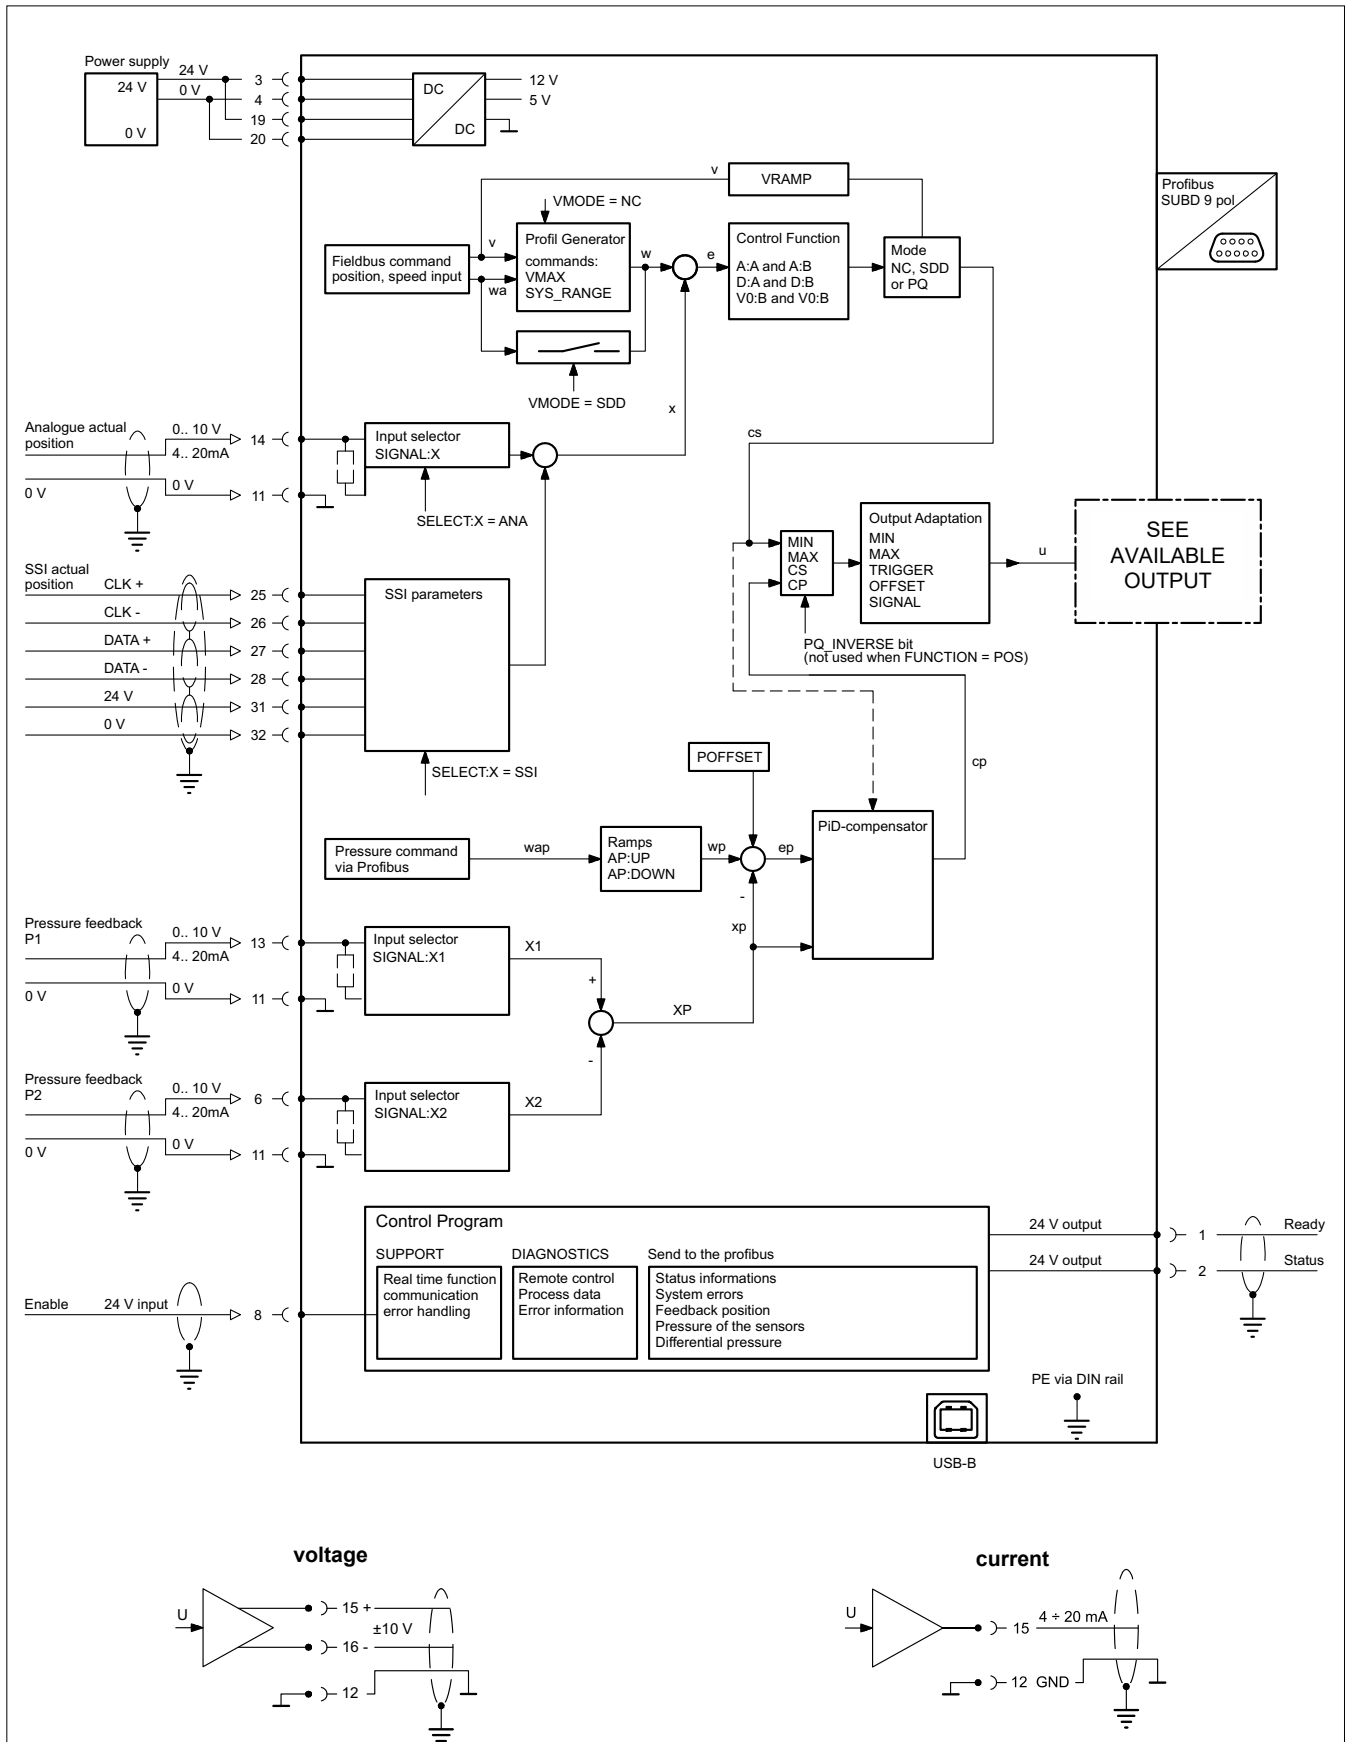 Power supply
24 V
0 V
24 V
0 V
3
4
19
20
DC
DC
12 V
5 V
Profibus
SUBD 9 pol
v
VRAMP
VMODE = NC
Fieldbus command
position, speed input
v
wa
Profil Generator
commands:
VMAX
SYS_RANGE
w
e
Control Function
A:A and A:B
D:A and D:B
V0:B and V0:B
Mode
NC, SDD
or PQ
VMODE = SDD
x
cs
Analogue actual
position
0 V
0.. 10 V
4.. 20mA
0 V
14
11
Input selector
SIGNAL:X
SELECT:X = ANA
MIN
MAX
CS
CP
Output Adaptation
MIN
MAX
TRIGGER
OFFSET
SIGNAL
u
SEE
AVAILABLE
OUTPUT
PQ_INVERSE bit
(not used when FUNCTION = POS)
SSI actual
position
CLK +
CLK -
DATA +
DATA -
24 V
0 V
25
26
27
28
31
32
SSI parameters
SELECT:X = SSI
POFFSET
cp
Pressure command
via Profibus
wap
Ramps
AP:UP
AP:DOWN
wp
ep
-
xp
PiD-compensator
Pressure feedback
P1
0 V
0.. 10 V
4.. 20mA
0 V
13
11
Input selector
SIGNAL:X1
X1
+
XP
-
Pressure feedback
P2
0 V
0.. 10 V
4.. 20mA
0 V
6
11
Input selector
SIGNAL:X2
X2
Control Program
SUPPORT
Real time function
communication
error handling
DIAGNOSTICS
Remote control
Process data
Error information
Send to the profibus
Status informations
System errors
Feedback position
Pressure of the sensors
Differential pressure
24 V output
1
Ready
24 V output
2
Status
Enable
24 V input
8
PE via DIN rail
USB-B
voltage
U
15 +
±10 V
16 -
12
current
U
15
4 ÷ 20 mA
12 GND